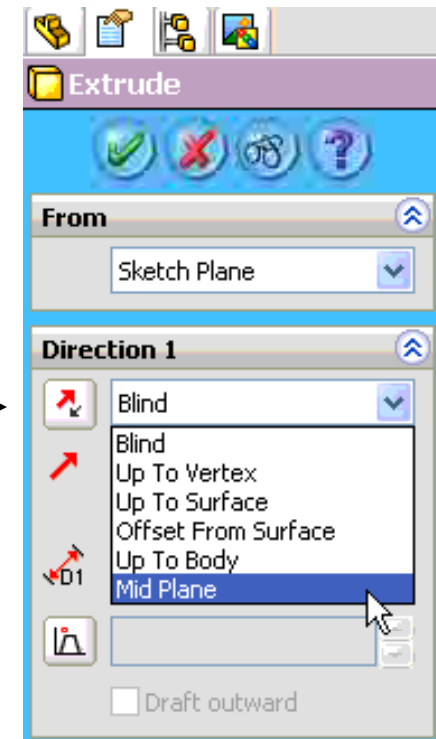 Extrude
?
From
Sketch Plane
Direction 1
Blind
Blind
Up To Vertex
Up To Surface
Offset From Surface
Up To Body
D1
Mid Plane
Draft outward